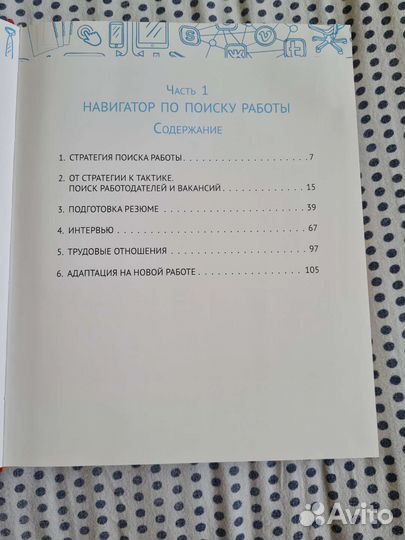 Часть 1
НАВИГАТОР ПО ПОИСКУ РАБОТЫ
Содержание
1. СТРАТЕГИЯ ПОИСКА РАБОТЫ . . . . . . . . . . . . . . . . . . . . 7
2. ОТ СТРАТЕГИИ К ТАКТИКЕ.
ПОИСК РАБОТОДАТЕЛЕЙ И ВАКАНСИЙ . . . . . . . . . . . . 15
3. ПОДГОТОВКА РЕЗЮМЕ . . . . . . . . . . . . . . . . . . . . . . . . 39
4. ИНТЕРВЬЮ . . . . . . . . . . . . . . . . . . . . . . . . . . . . . . . 67
5. ТРУДОВЫЕ ОТНОШЕНИЯ . . . . . . . . . . . . . . . . . . . . . . 97
6. АДАПТАЦИЯ НА НОВОЙ РАБОТЕ . . . . . . . . . . . . . . . . . 105
Avito